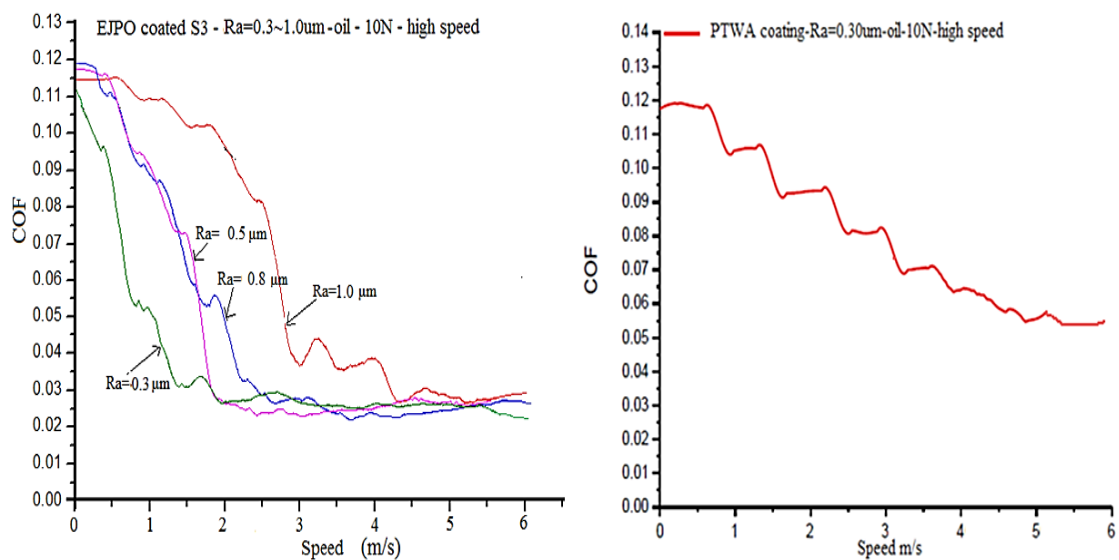 EJPO coated S3 - Ra=0.3~1.0um-oil - 10N - high speed
0.13
0.12
0.11
0.10
0.09
0.08
0.07
0.06
0.05
0.04
0.03
0.02
0.01
0.00
COF
Ra= 0.5 μm
Ra= 0.8 μm
Ra=1.0 μm
Ra=0.3 μm
0 1 2 3 4 5 6
Speed (m/s)
PTWA coating-Ra=0.30um-oil-10N-high speed
0.14
0.13
0.12
0.11
0.10
0.09
0.08
0.07
0.06
0.05
0.04
0.03
0.02
0.01
0.00
COF
0 1 2 3 4 5 6
Speed m/s